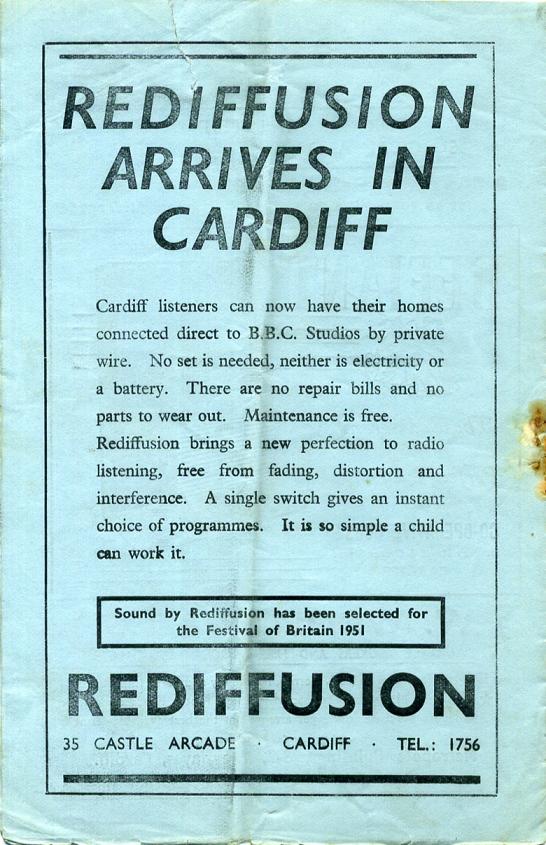 REDIFFUSION
ARRIVES IN
CARDIFF
Cardiff listeners can now have their homes
connected direct to B.B.C. Studios by private
wire. No set is needed, neither is electricity or
a battery. There are no repair bills and no
parts to wear out. Maintenance is free.
Rediffusion brings a new perfection to radio
listening, free from fading, distortion and
interference. A single switch gives an instant
choice of programmes. It is so simple a child
can work it.
Sound by Rediffusion has been selected for
the Festival of Britain 1951
REDIFFUSION
35 CASTLE ARCADE · CARDIFF · TEL.: 1756